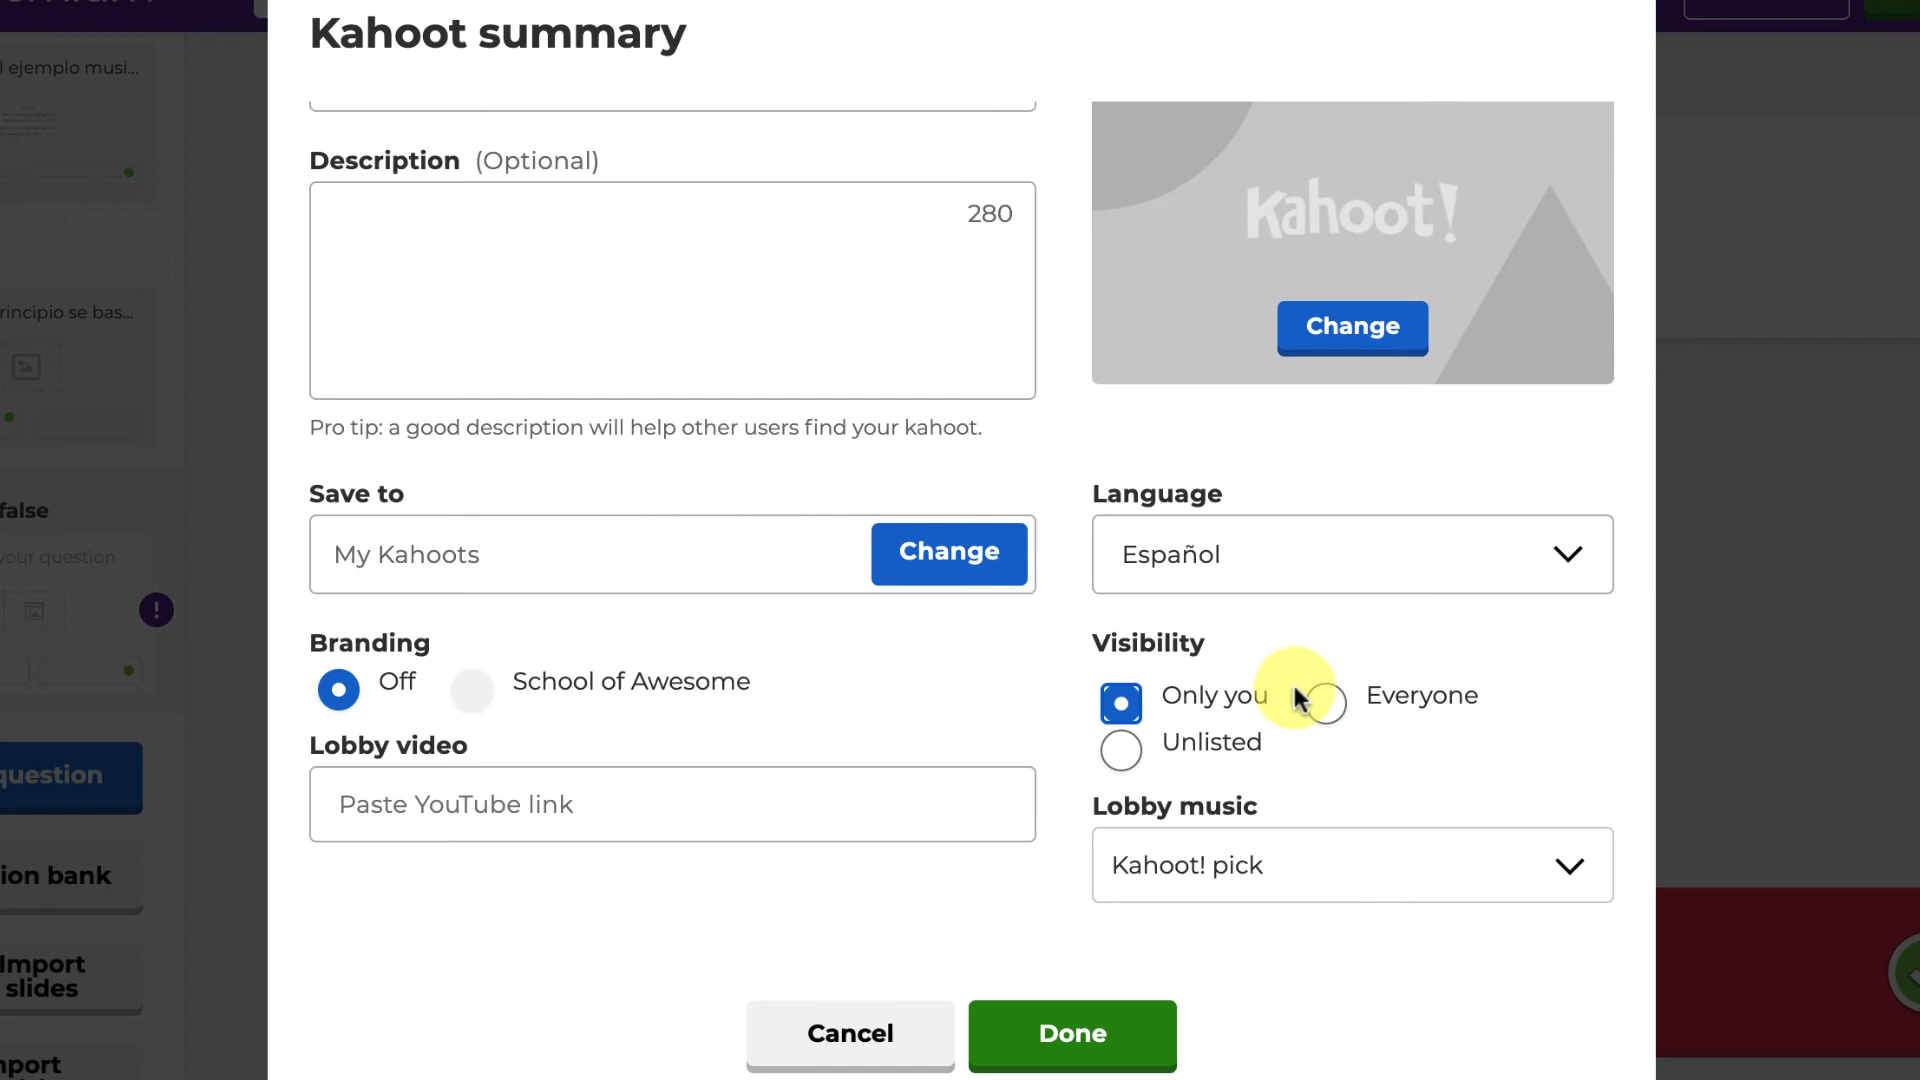 Kahoot summary
l ejemplo musi...
Description (Optional)
280
Kahoot!
Change
rincipio se bas...
Pro tip: a good description will help other users find your kahoot.
Save to
Language
false
My Kahoots
Change
Español
your question
Branding
Visibility
Off
School of Awesome
Only you
Everyone
Unlisted
Lobby video
question
Lobby music
Paste YouTube link
Kahoot! pick
ion bank
Import
slides
Cancel
Done
mport